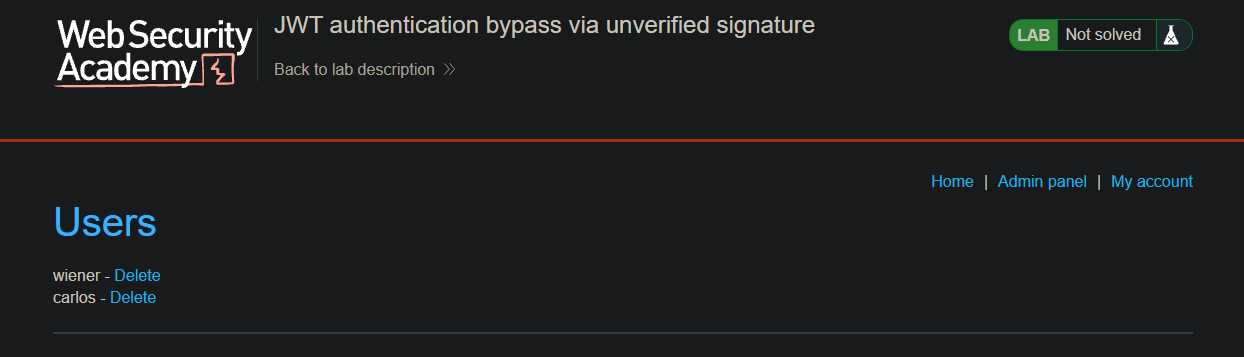 Web Security Academy
JWT authentication bypass via unverified signature
Back to lab description
LAB Not solved
Home | Admin panel | My account
Users
wiener - Delete
carlos - Delete